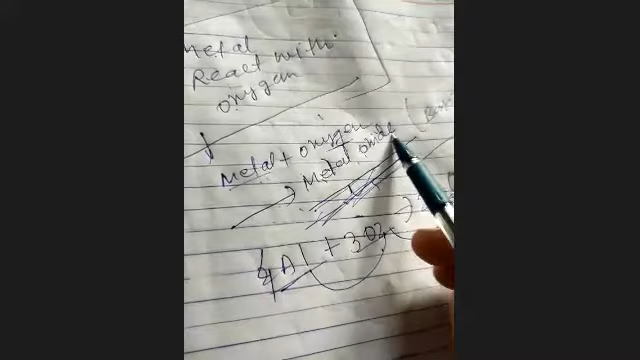 Metal
React with
oxygen
Metal + oxygen
→ Metal oxide (
4Al + 3O2 →